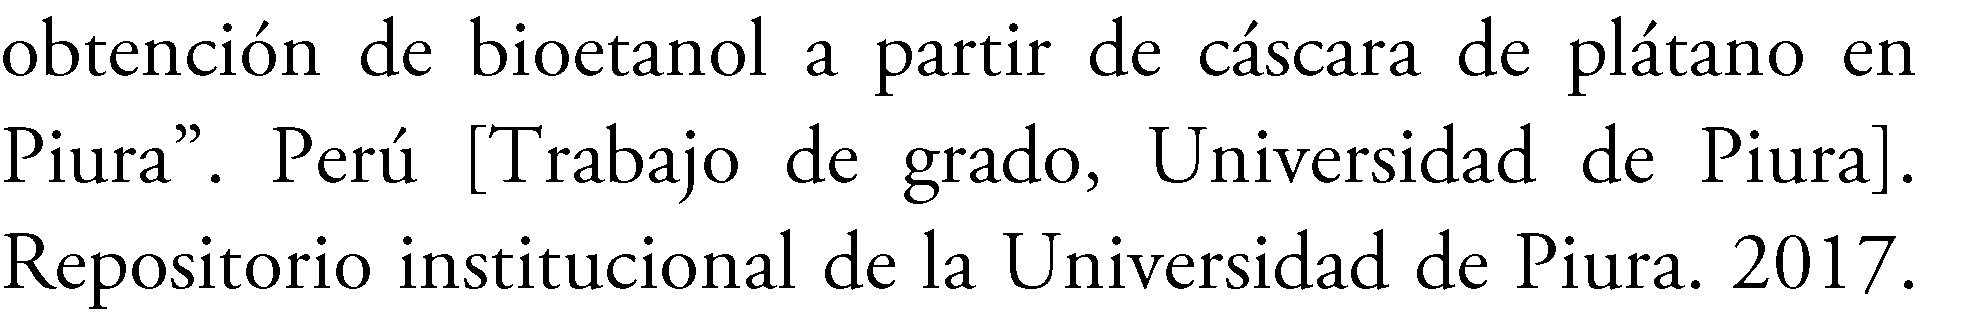 obtención de bioetanol a partir de cáscara de plátano en
Piura”. Perú [Trabajo de grado, Universidad de Piura].
Repositorio institucional de la Universidad de Piura. 2017.